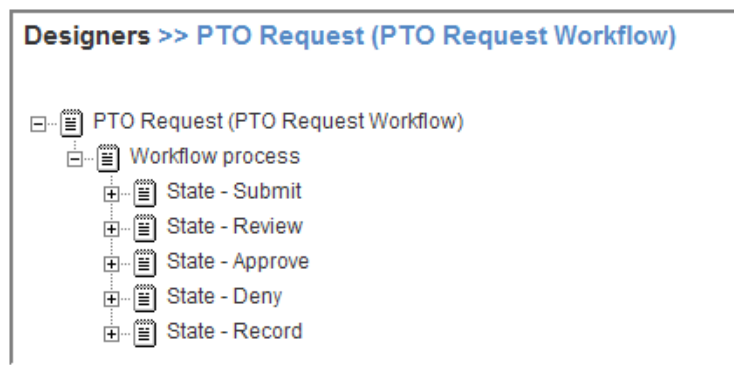 Designers >> PTO Request (PTO Request Workflow)
PTO Request (PTO Request Workflow)
Workflow process
State - Submit
State - Review
State - Approve
State - Deny
State - Record